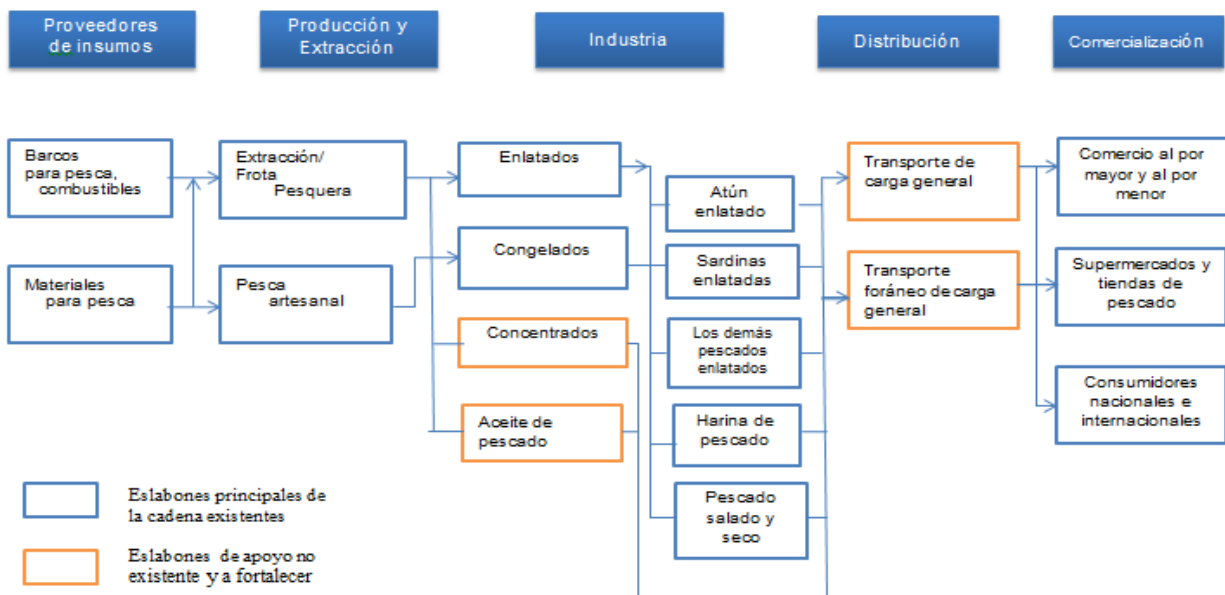 Proveedores
de insumos
Producción y
Extracción
Industria
Distribución
Comercialización
Barcos
para pesca,
combustibles
Extracción/
Frota
Pesquera
Enlatados
Atún
enlatado
Transporte de
carga general
Comercio al por
mayor y al por
menor
Materiales
para pesca
Pesca
artesanal
Congelados
Sardinas
enlatadas
Transporte
foráneo de carga
general
Supermercados y
tiendas de
pescado
Concentrados
Los demás
pescados
enlatados
Consumidores
nacionales e
internacionales
Aceite de
pescado
Harina de
pescado
Pescado
salado y
seco
Eslabones principales de
la cadena existentes
Eslabones de apoyo no
existente y a fortalecer